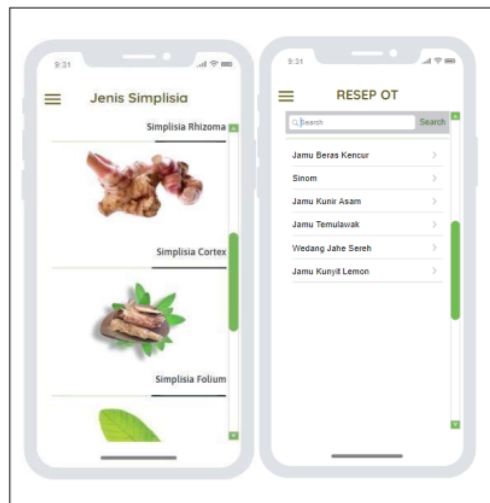 9:31
Jenis Simplisia
Simplisia Rhizoma
Simplisia Cortex
Simplisia Folium
9:31
RESEP OT
Search
Search
Jamu Beras Kencur
Sinom
Jamu Kunir Asam
Jamu Temulawak
Wedang Jahe Sereh
Jamu Kunyit Lemon